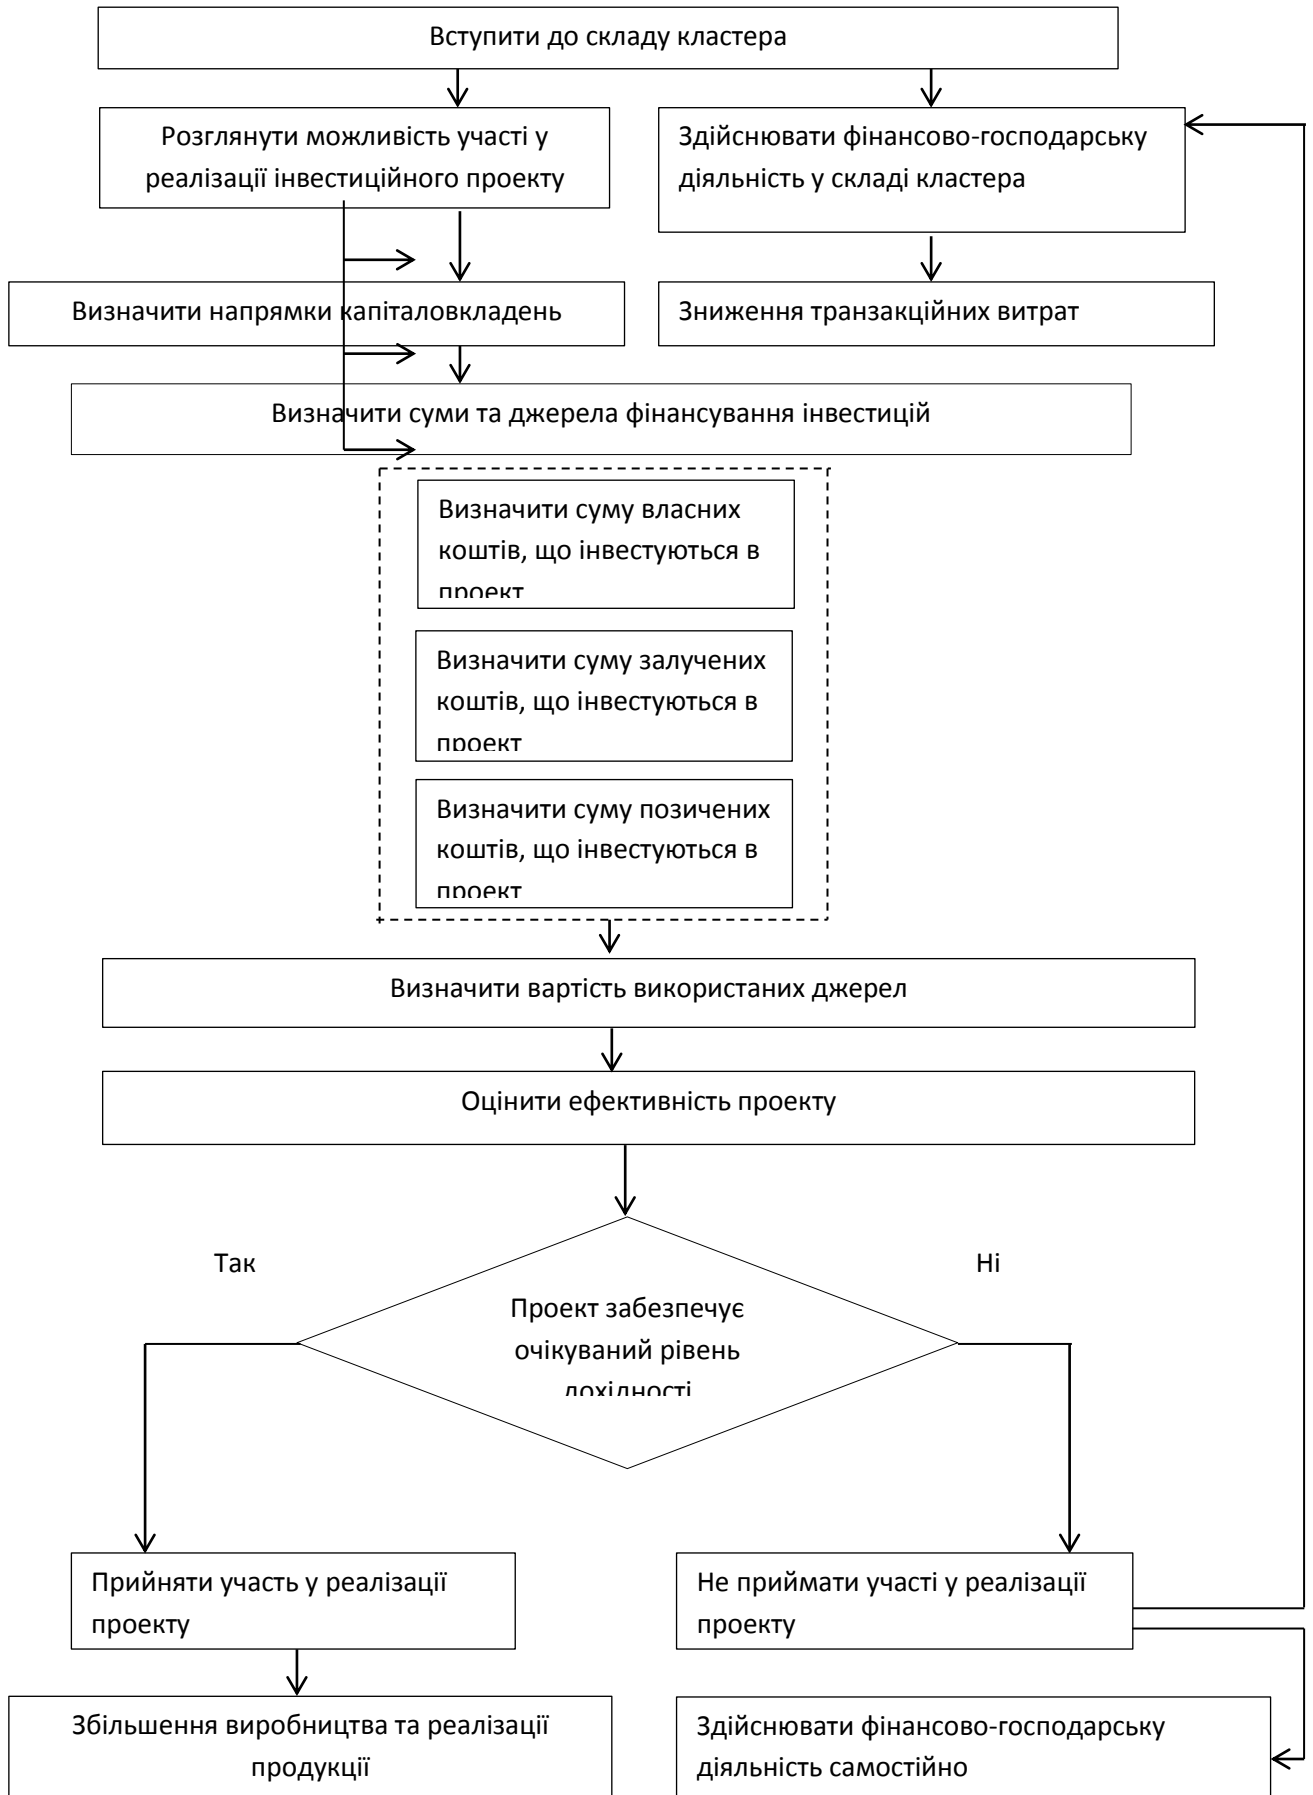 Вступити до складу кластера
Розглянути можливість участі у
реалізації інвестиційного проекту
Здійснювати фінансово-господарську
діяльність у складі кластера
Визначити напрямки капіталовкладень
Зниження транзакційних витрат
Визначити суми та джерела фінансування інвестицій
Визначити суму власних
коштів, що інвестуються в
проект
Визначити суму залучених
коштів, що інвестуються в
проект
Визначити суму позичених
коштів, що інвестуються в
проект
Визначити вартість використаних джерел
Оцінити ефективність проекту
Так
Ні
Проект забезпечує
очікуваний рівень
дохідності
Прийняти участь у реалізації
проекту
Не приймати участі у реалізації
проекту
Збільшення виробництва та реалізації
продукції
Здійснювати фінансово-господарську
діяльність самостійно